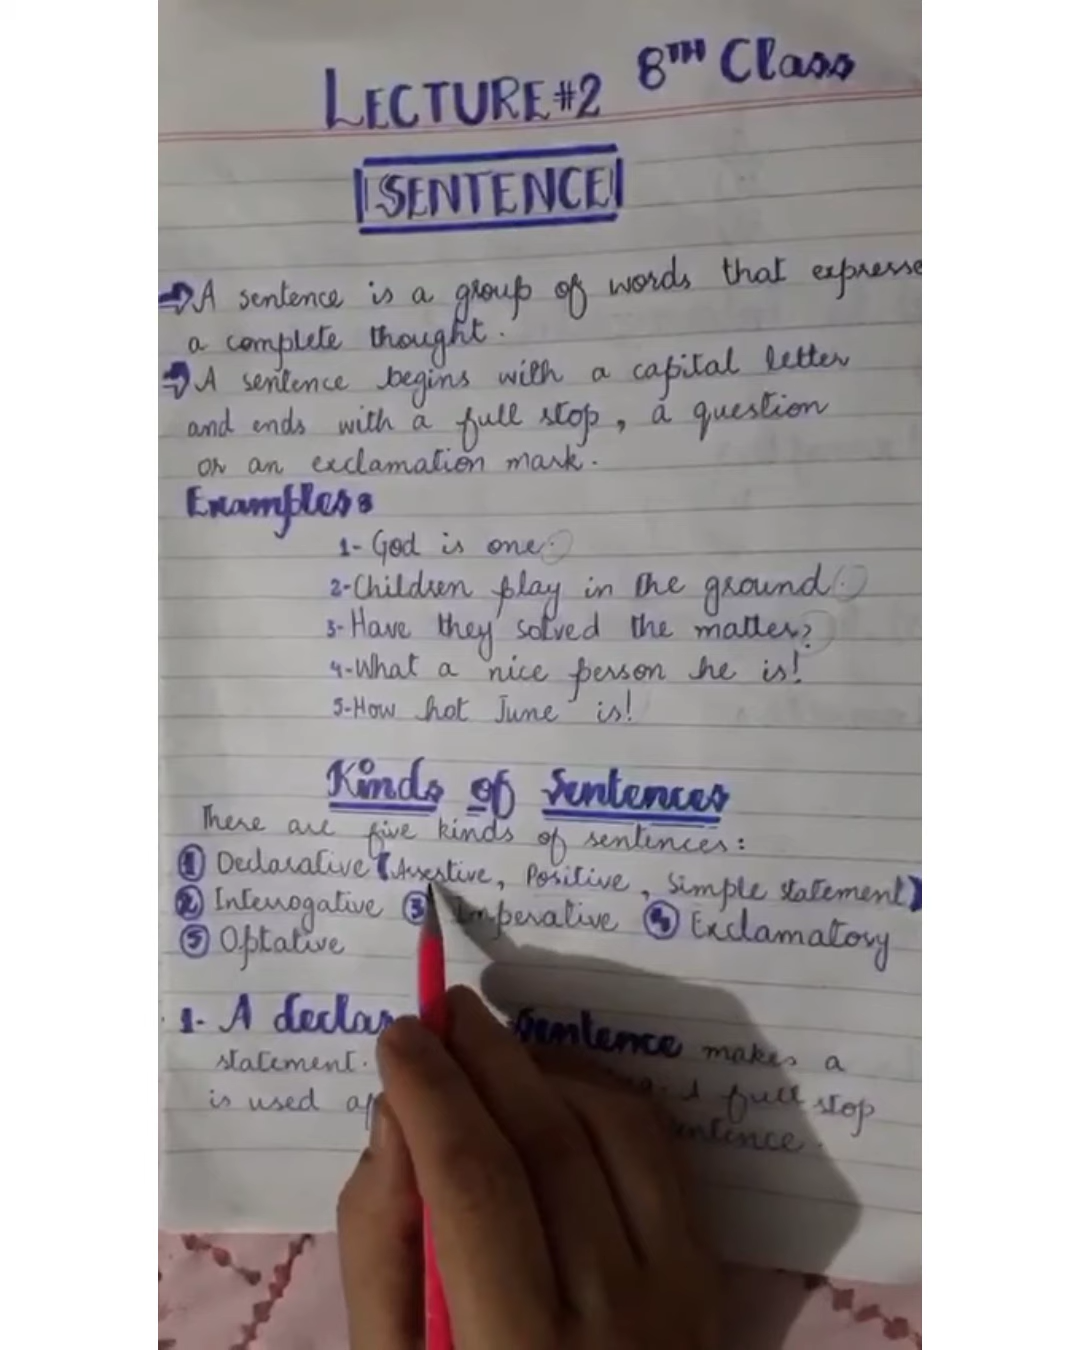 LECTURE#2 8TH Class
SENTENCE
⇒ A sentence is a group of words that expresse
a complete thought.
⇒ A sentence begins with a capital letter
and ends with a full stop, a question
or an exclamation mark.
Examples:
1- God is one.
2- Children play in the ground.
3- Have they solved the matter?
4- What a nice person he is!
5- How hot June is!
Kinds of Sentences
There are five kinds of sentences:
① Declarative (Assertive, Positive, Simple statement)
② Interrogative ③ Imperative ④ Exclamatory
⑤ Optative
1- A declar sentence makes a
statement. full stop
is used